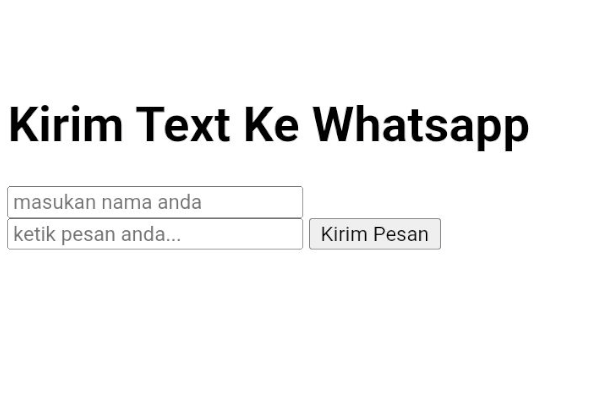 Kirim Text Ke Whatsapp
masukan nama anda
ketik pesan anda... Kirim Pesan